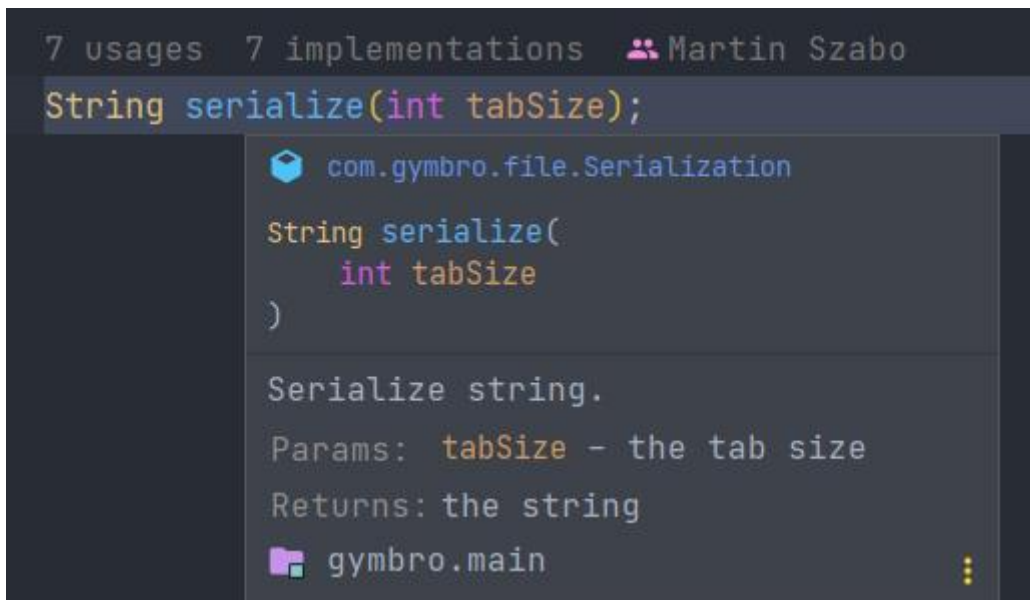 7 usages 7 implementations Martin Szabo
String serialize(int tabSize);
com.gymbro.file.Serialization
String serialize(
int tabSize
)
Serialize string.
Params: tabSize – the tab size
Returns: the string
gymbro.main